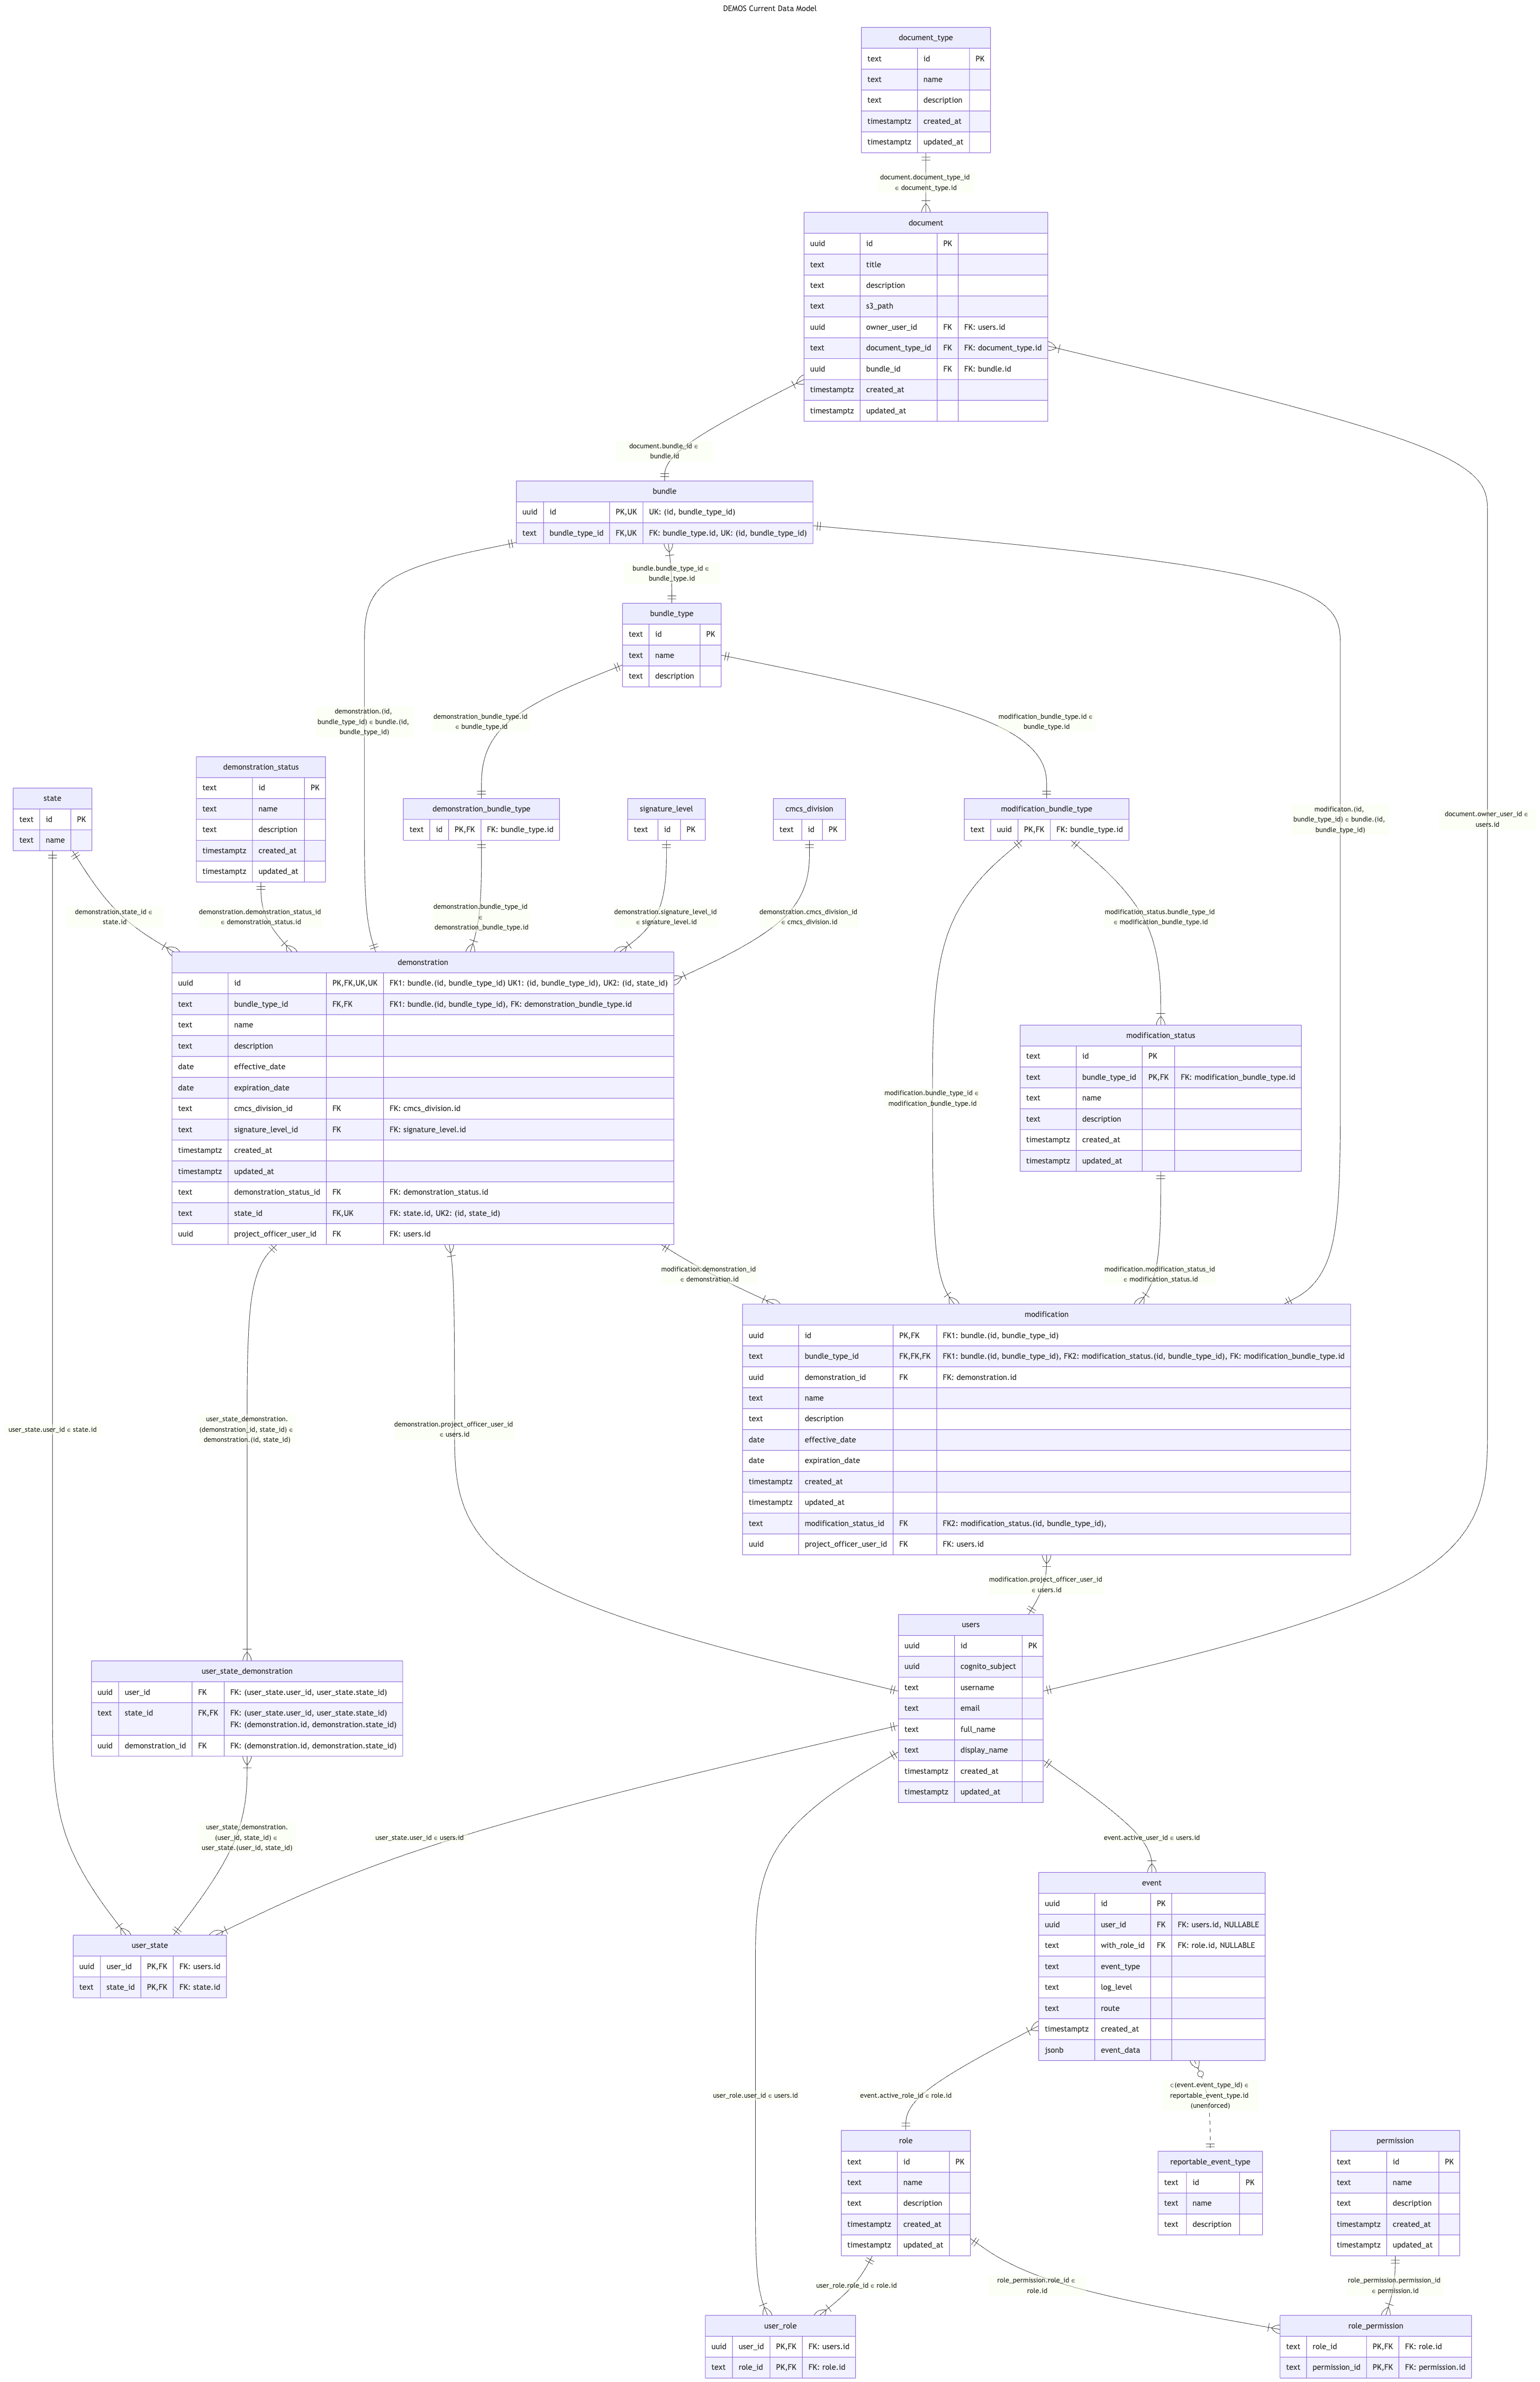 DEMOS Current Data Model
document_type
text id PK
text name
text description
timestamptz created_at
timestamptz updated_at
document.document_type_id
∈ document_type.id
document
uuid id PK
text title
text description
text s3_path
uuid owner_user_id FK FK: users.id
text document_type_id FK FK: document_type.id
uuid bundle_id FK FK: bundle.id
timestamptz created_at
timestamptz updated_at
document.bundle_id ∈
bundle.id
bundle
uuid id PK,UK UK: (id, bundle_type_id)
text bundle_type_id FK,UK FK: bundle_type.id, UK: (id, bundle_type_id)
bundle.bundle_type_id ∈
bundle_type.id
bundle_type
text id PK
text name
text description
demonstration.(id,
bundle_type_id) ∈ bundle.(id,
bundle_type_id)
demonstration_bundle_type.id
∈ bundle_type.id
modification_bundle_type.id ∈
bundle_type.id
demonstration_status
text id PK
text name
text description
timestamptz created_at
timestamptz updated_at
state
text id PK
text name
demonstration_bundle_type
text id PK,FK FK: bundle_type.id
signature_level
text id PK
cmcs_division
text id PK
modification_bundle_type
text uuid PK,FK FK: bundle_type.id
modificaton.(id,
bundle_type_id) ∈ bundle.(id,
bundle_type_id)
document.owner_user_id ∈
users.id
demonstration.state_id ∈
state.id
demonstration.demonstration_status_id
∈ demonstration_status.id
demonstration.bundle_type_id
∈
demonstration_bundle_type.id
demonstration.signature_level_id
∈ signature_level.id
demonstration.cmcs_division_id
∈ cmcs_division.id
modification_status.bundle_type_id
∈ modification_bundle_type.id
demonstration
uuid id PK,FK,UK,UK FK1: bundle.(id, bundle_type_id) UK1: (id, bundle_type_id), UK2: (id, state_id)
text bundle_type_id FK,FK FK1: bundle.(id, bundle_type_id), FK: demonstration_bundle_type.id
text name
text description
date effective_date
date expiration_date
text cmcs_division_id FK FK: cmcs_division.id
text signature_level_id FK FK: signature_level.id
timestamptz created_at
timestamptz updated_at
text demonstration_status_id FK FK: demonstration_status.id
text state_id FK,UK FK: state.id, UK2: (id, state_id)
uuid project_officer_user_id FK FK: users.id
modification_status
text id PK
text bundle_type_id PK,FK FK: modification_bundle_type.id
text name
text description
timestamptz created_at
timestamptz updated_at
modification.bundle_type_id ∈
modification_bundle_type.id
modification.demonstration_id
∈ demonstration.id
modification.modification_status_id
∈ modification_status.id
modification
uuid id PK,FK FK1: bundle.(id, bundle_type_id)
text bundle_type_id FK,FK,FK FK1: bundle.(id, bundle_type_id), FK2: modification_status.(id, bundle_type_id), FK: modification_bundle_type.id
uuid demonstration_id FK FK: demonstration.id
text name
text description
date effective_date
date expiration_date
timestamptz created_at
timestamptz updated_at
text modification_status_id FK FK2: modification_status.(id, bundle_type_id),
uuid project_officer_user_id FK FK: users.id
user_state.user_id ∈ state.id
user_state_demonstration.
(demonstration_id, state_id) ∈
demonstration.(id, state_id)
demonstration.project_officer_user_id
∈ users.id
modification.project_officer_user_id
∈ users.id
users
uuid id PK
uuid cognito_subject
text username
text email
text full_name
text display_name
timestamptz created_at
timestamptz updated_at
user_state_demonstration
uuid user_id FK FK: (user_state.user_id, user_state.state_id)
text state_id FK,FK FK: (user_state.user_id, user_state.state_id)
FK: (demonstration.id, demonstration.state_id)
uuid demonstration_id FK FK: (demonstration.id, demonstration.state_id)
user_state_demonstration.
(user_id, state_id) ∈
user_state.(user_id, state_id)
user_state.user_id ∈ users.id
event.active_user_id ∈ users.id
user_state
uuid user_id PK,FK FK: users.id
text state_id PK,FK FK: state.id
event
uuid id PK
uuid user_id FK FK: users.id, NULLABLE
text with_role_id FK FK: role.id, NULLABLE
text event_type
text log_level
text route
timestamptz created_at
jsonb event_data
user_role.user_id ∈ users.id
event.active_role_id ∈ role.id
⊂(event.event_type_id) ∈
reportable_event_type.id
(unenforced)
role
text id PK
text name
text description
timestamptz created_at
timestamptz updated_at
reportable_event_type
text id PK
text name
text description
permission
text id PK
text name
text description
timestamptz created_at
timestamptz updated_at
user_role.role_id ∈ role.id
role_permission.role_id ∈
role.id
role_permission.permission_id
∈ permission.id
user_role
uuid user_id PK,FK FK: users.id
text role_id PK,FK FK: role.id
role_permission
text role_id PK,FK FK: role.id
text permission_id PK,FK FK: permission.id